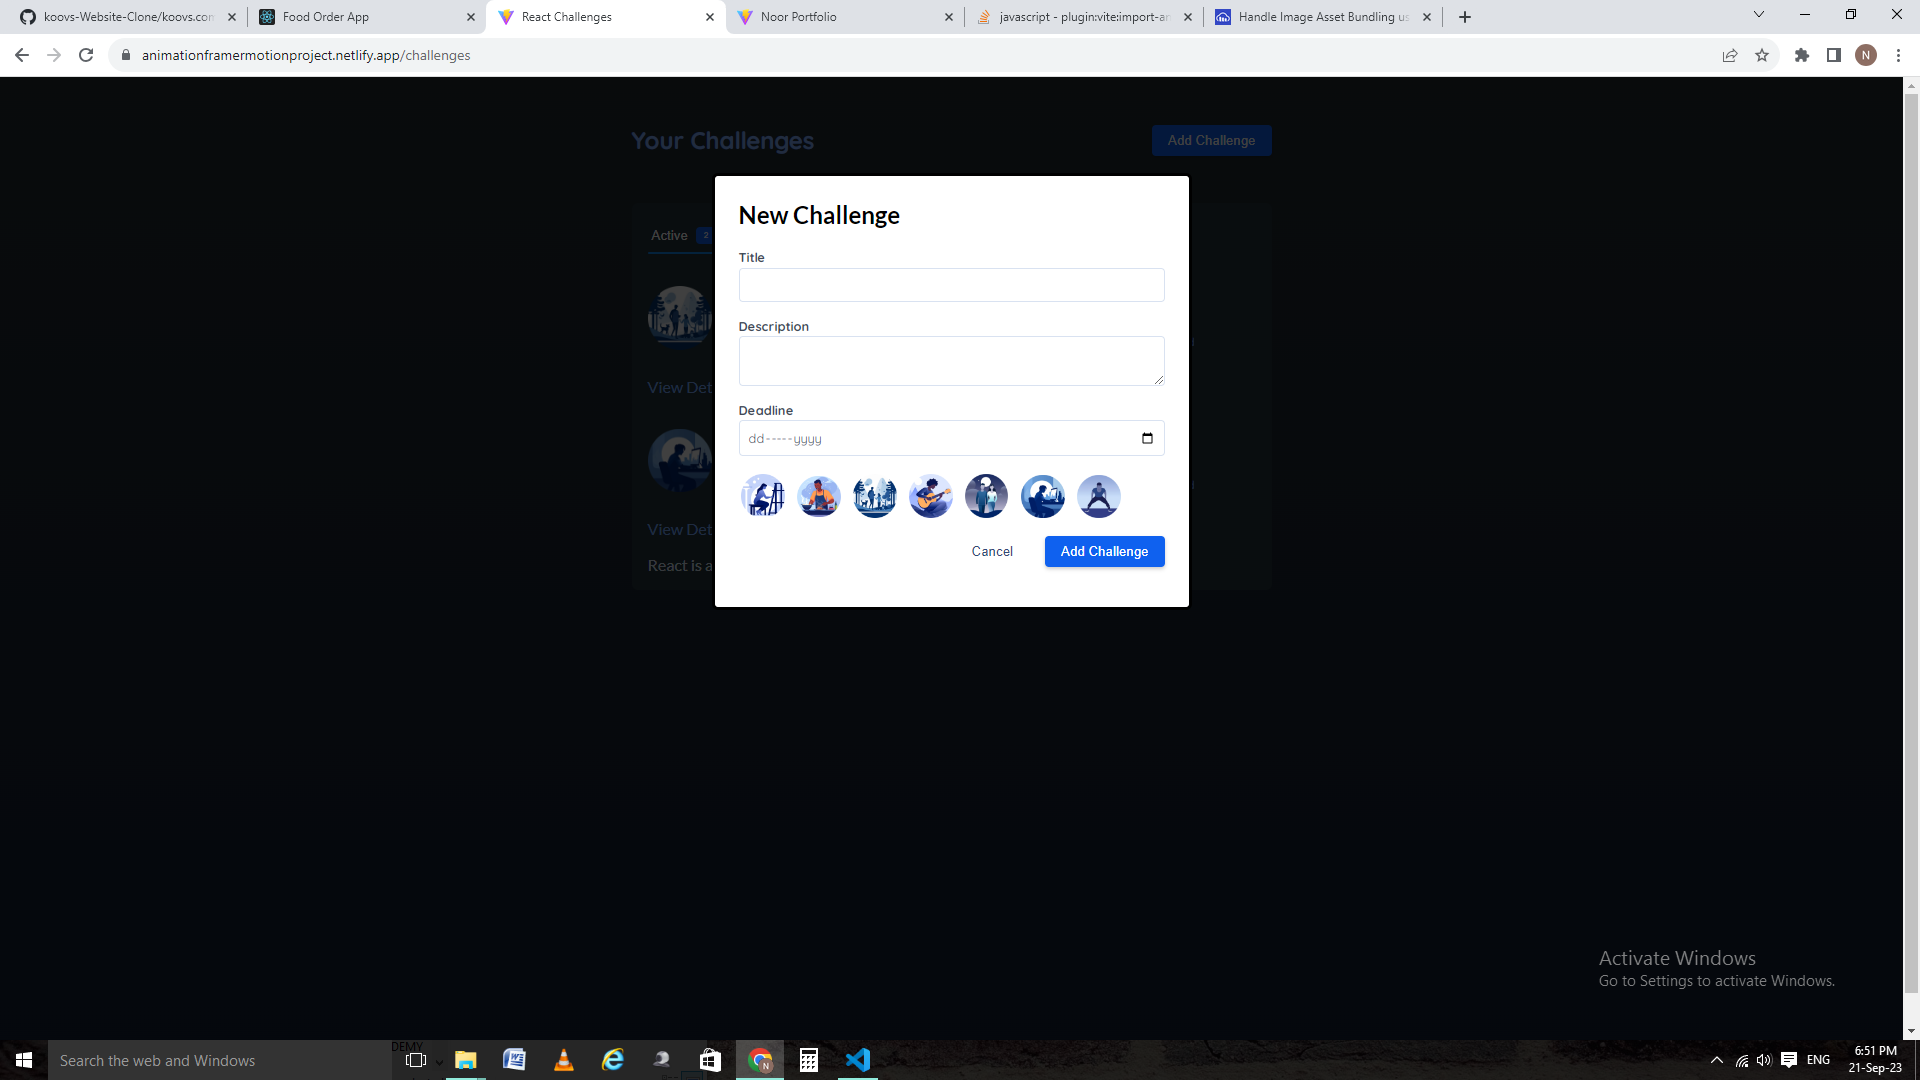 koovs-Website-Clone/koovs.com
Food Order App
React Challenges
Noor Portfolio
javascript - plugin:vite:import-an
Handle Image Asset Bundling us
animationframermotionproject.netlify.app/challenges
N
Your Challenges
Add Challenge
New Challenge
Active 2
Title
Description
View Det
Deadline
dd-----yyyy
View Det
Cancel
Add Challenge
React is a
Activate Windows
Go to Settings to activate Windows.
Search the web and Windows
DEMY
ENG
6:51 PM
21-Sep-23